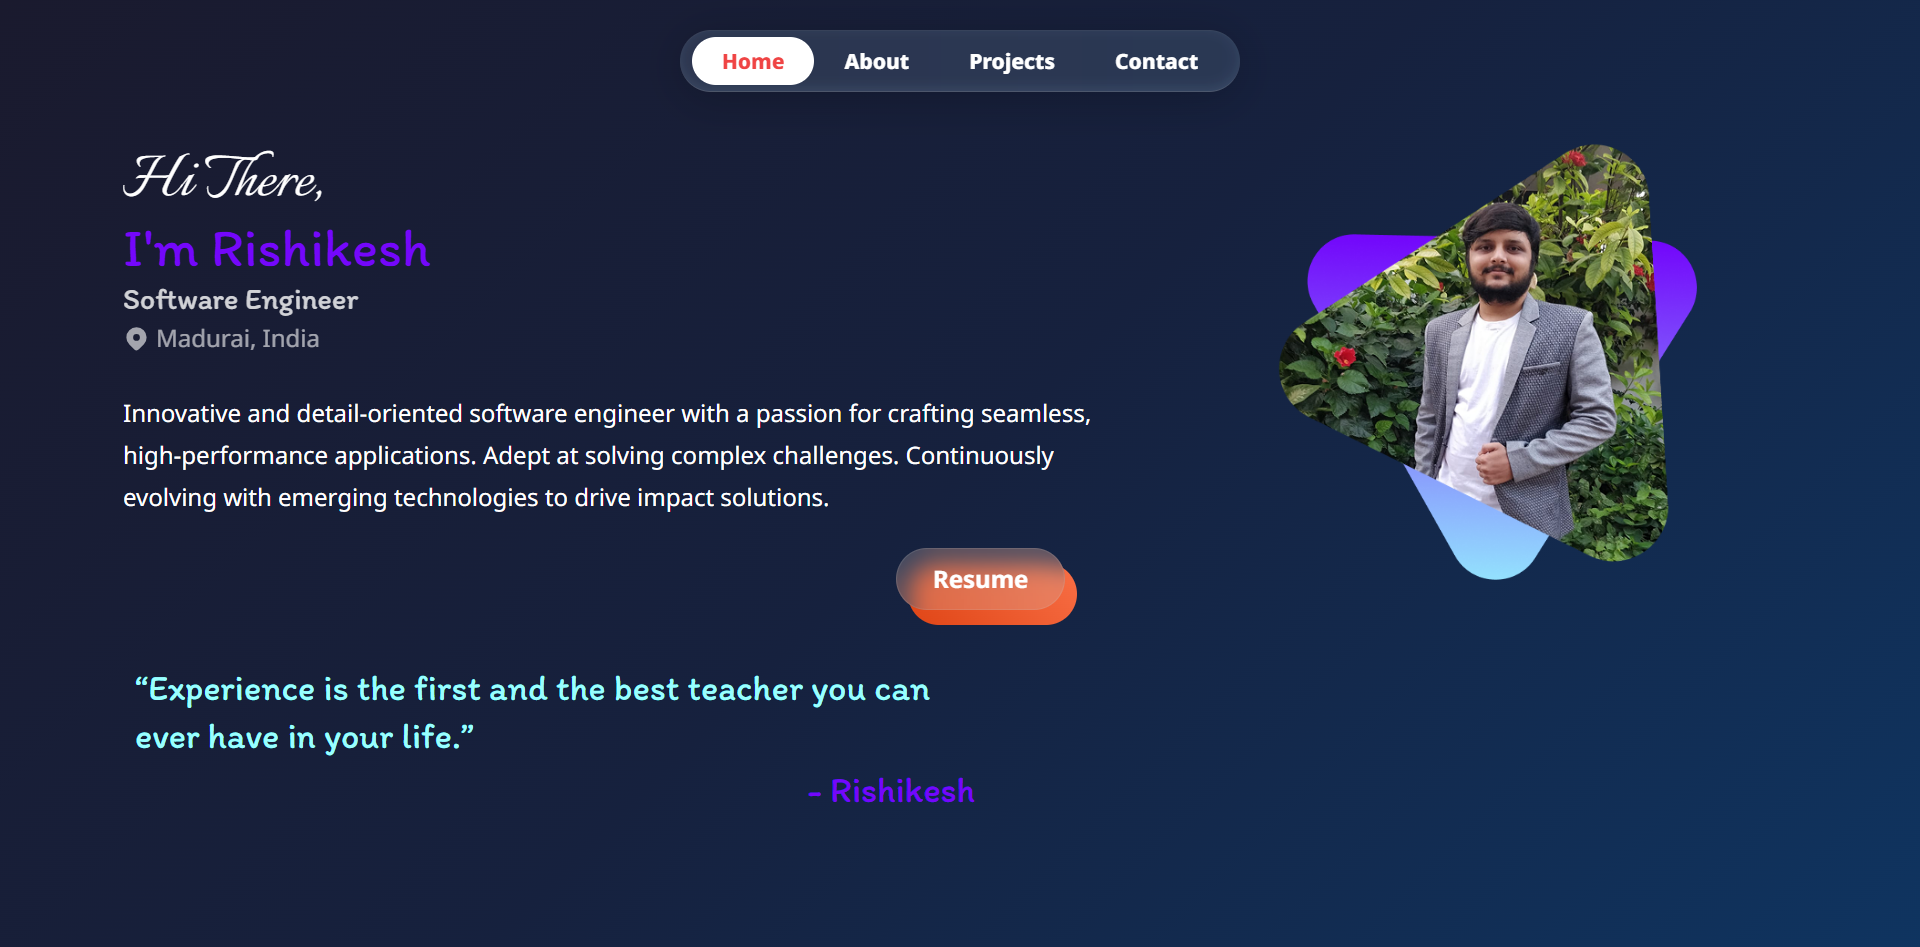 Home About Projects Contact
Hi There,
I'm Rishikesh
Software Engineer
Madurai, India
Innovative and detail-oriented software engineer with a passion for crafting seamless,
high-performance applications. Adept at solving complex challenges. Continuously
evolving with emerging technologies to drive impact solutions.
Resume
“Experience is the first and the best teacher you can
ever have in your life.”
- Rishikesh